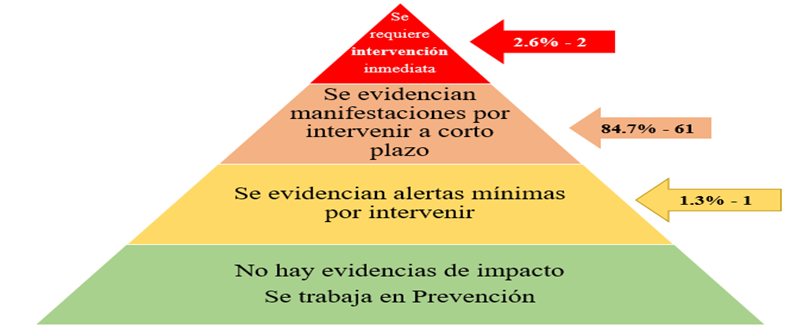 Se
requiere
intervención
inmediata
2.6% - 2
Se evidencian
manifestaciones por
intervenir a corto
plazo
84.7% - 61
Se evidencian alertas mínimas
por intervenir
1.3% - 1
No hay evidencias de impacto
Se trabaja en Prevención